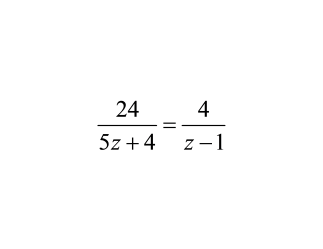 24/(5z + 4) = 4/(z − 1)